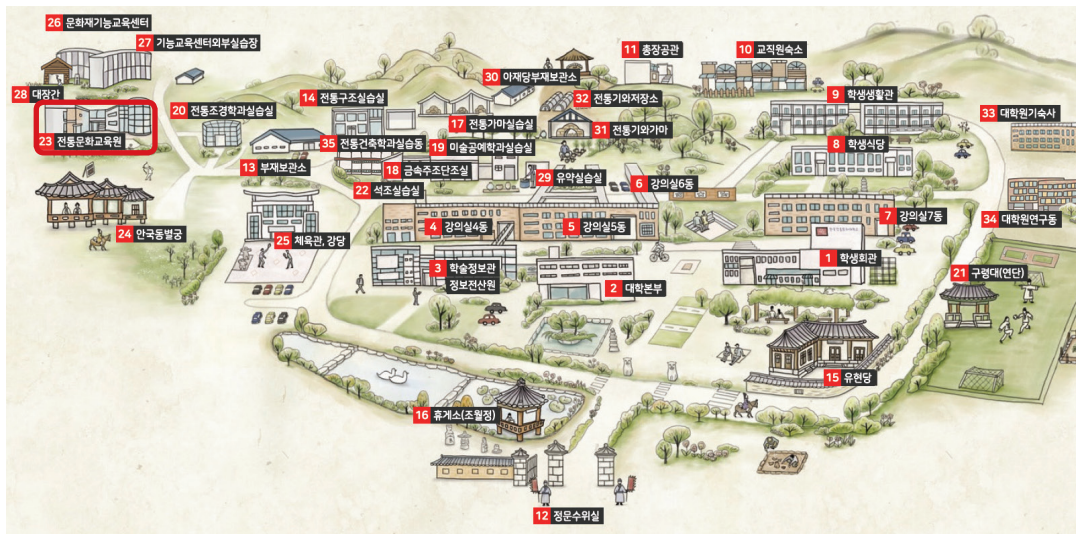 26 문화재기능교육센터
27 기능교육센터외부실습장
11 총장공관
10 교직원숙소
30 아재당부재보관소
28 대장간
14 전통구조실습실
32 전통기와저장소
9 학생생활관
20 전통조경학과실습실
33 대학원기숙사
17 전통가마실습실
31 전통기와가마
23 전통문화교육원
35 전통건축학과실습동
19 미술공예학과실습실
8 학생식당
13 부재보관소
18 금속주조단조실
29 유약실습실
6 강의실6동
22 석조실습실
7 강의실7동
34 대학원연구동
24 안국동별궁
25 체육관, 강당
4 강의실4동
5 강의실5동
1 학생회관
3 학술정보관
정보전산원
21 구령대(연단)
2 대학본부
15 유현당
16 휴게소(조월정)
12 정문수위실